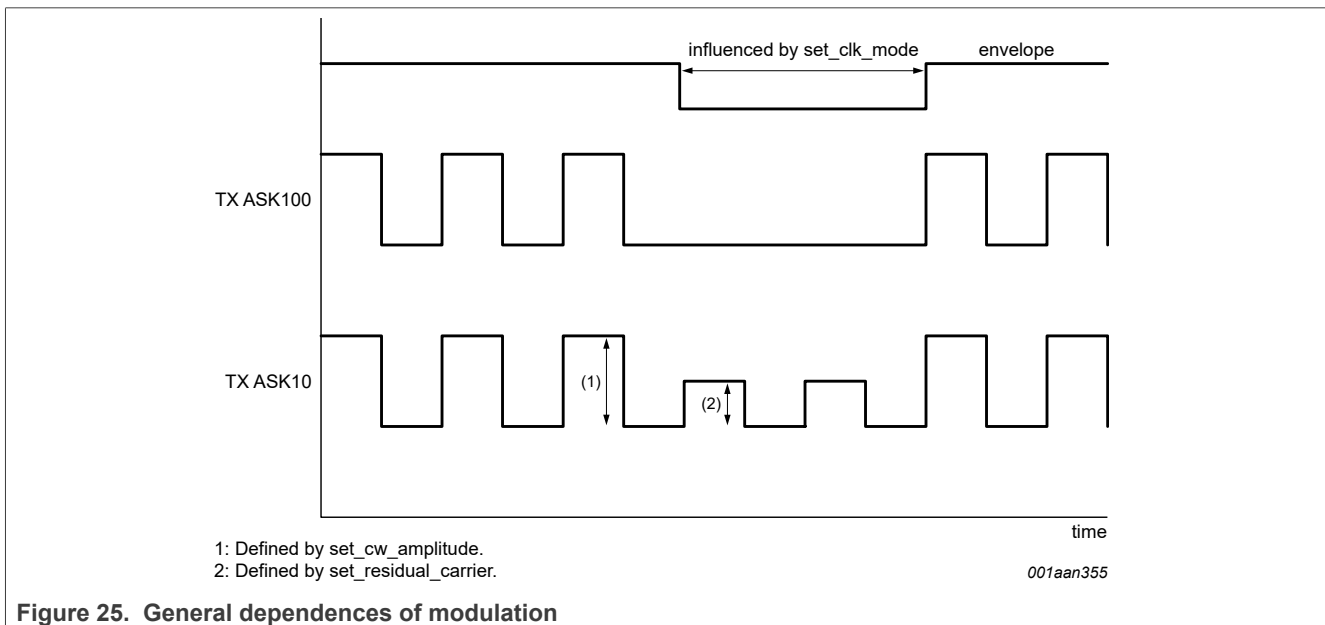 influenced by set_clk_mode
envelope
TX ASK100
TX ASK10
(1)
(2)
time
1: Defined by set_cw_amplitude.
2: Defined by set_residual_carrier.
001aan355
Figure 25. General dependences of modulation